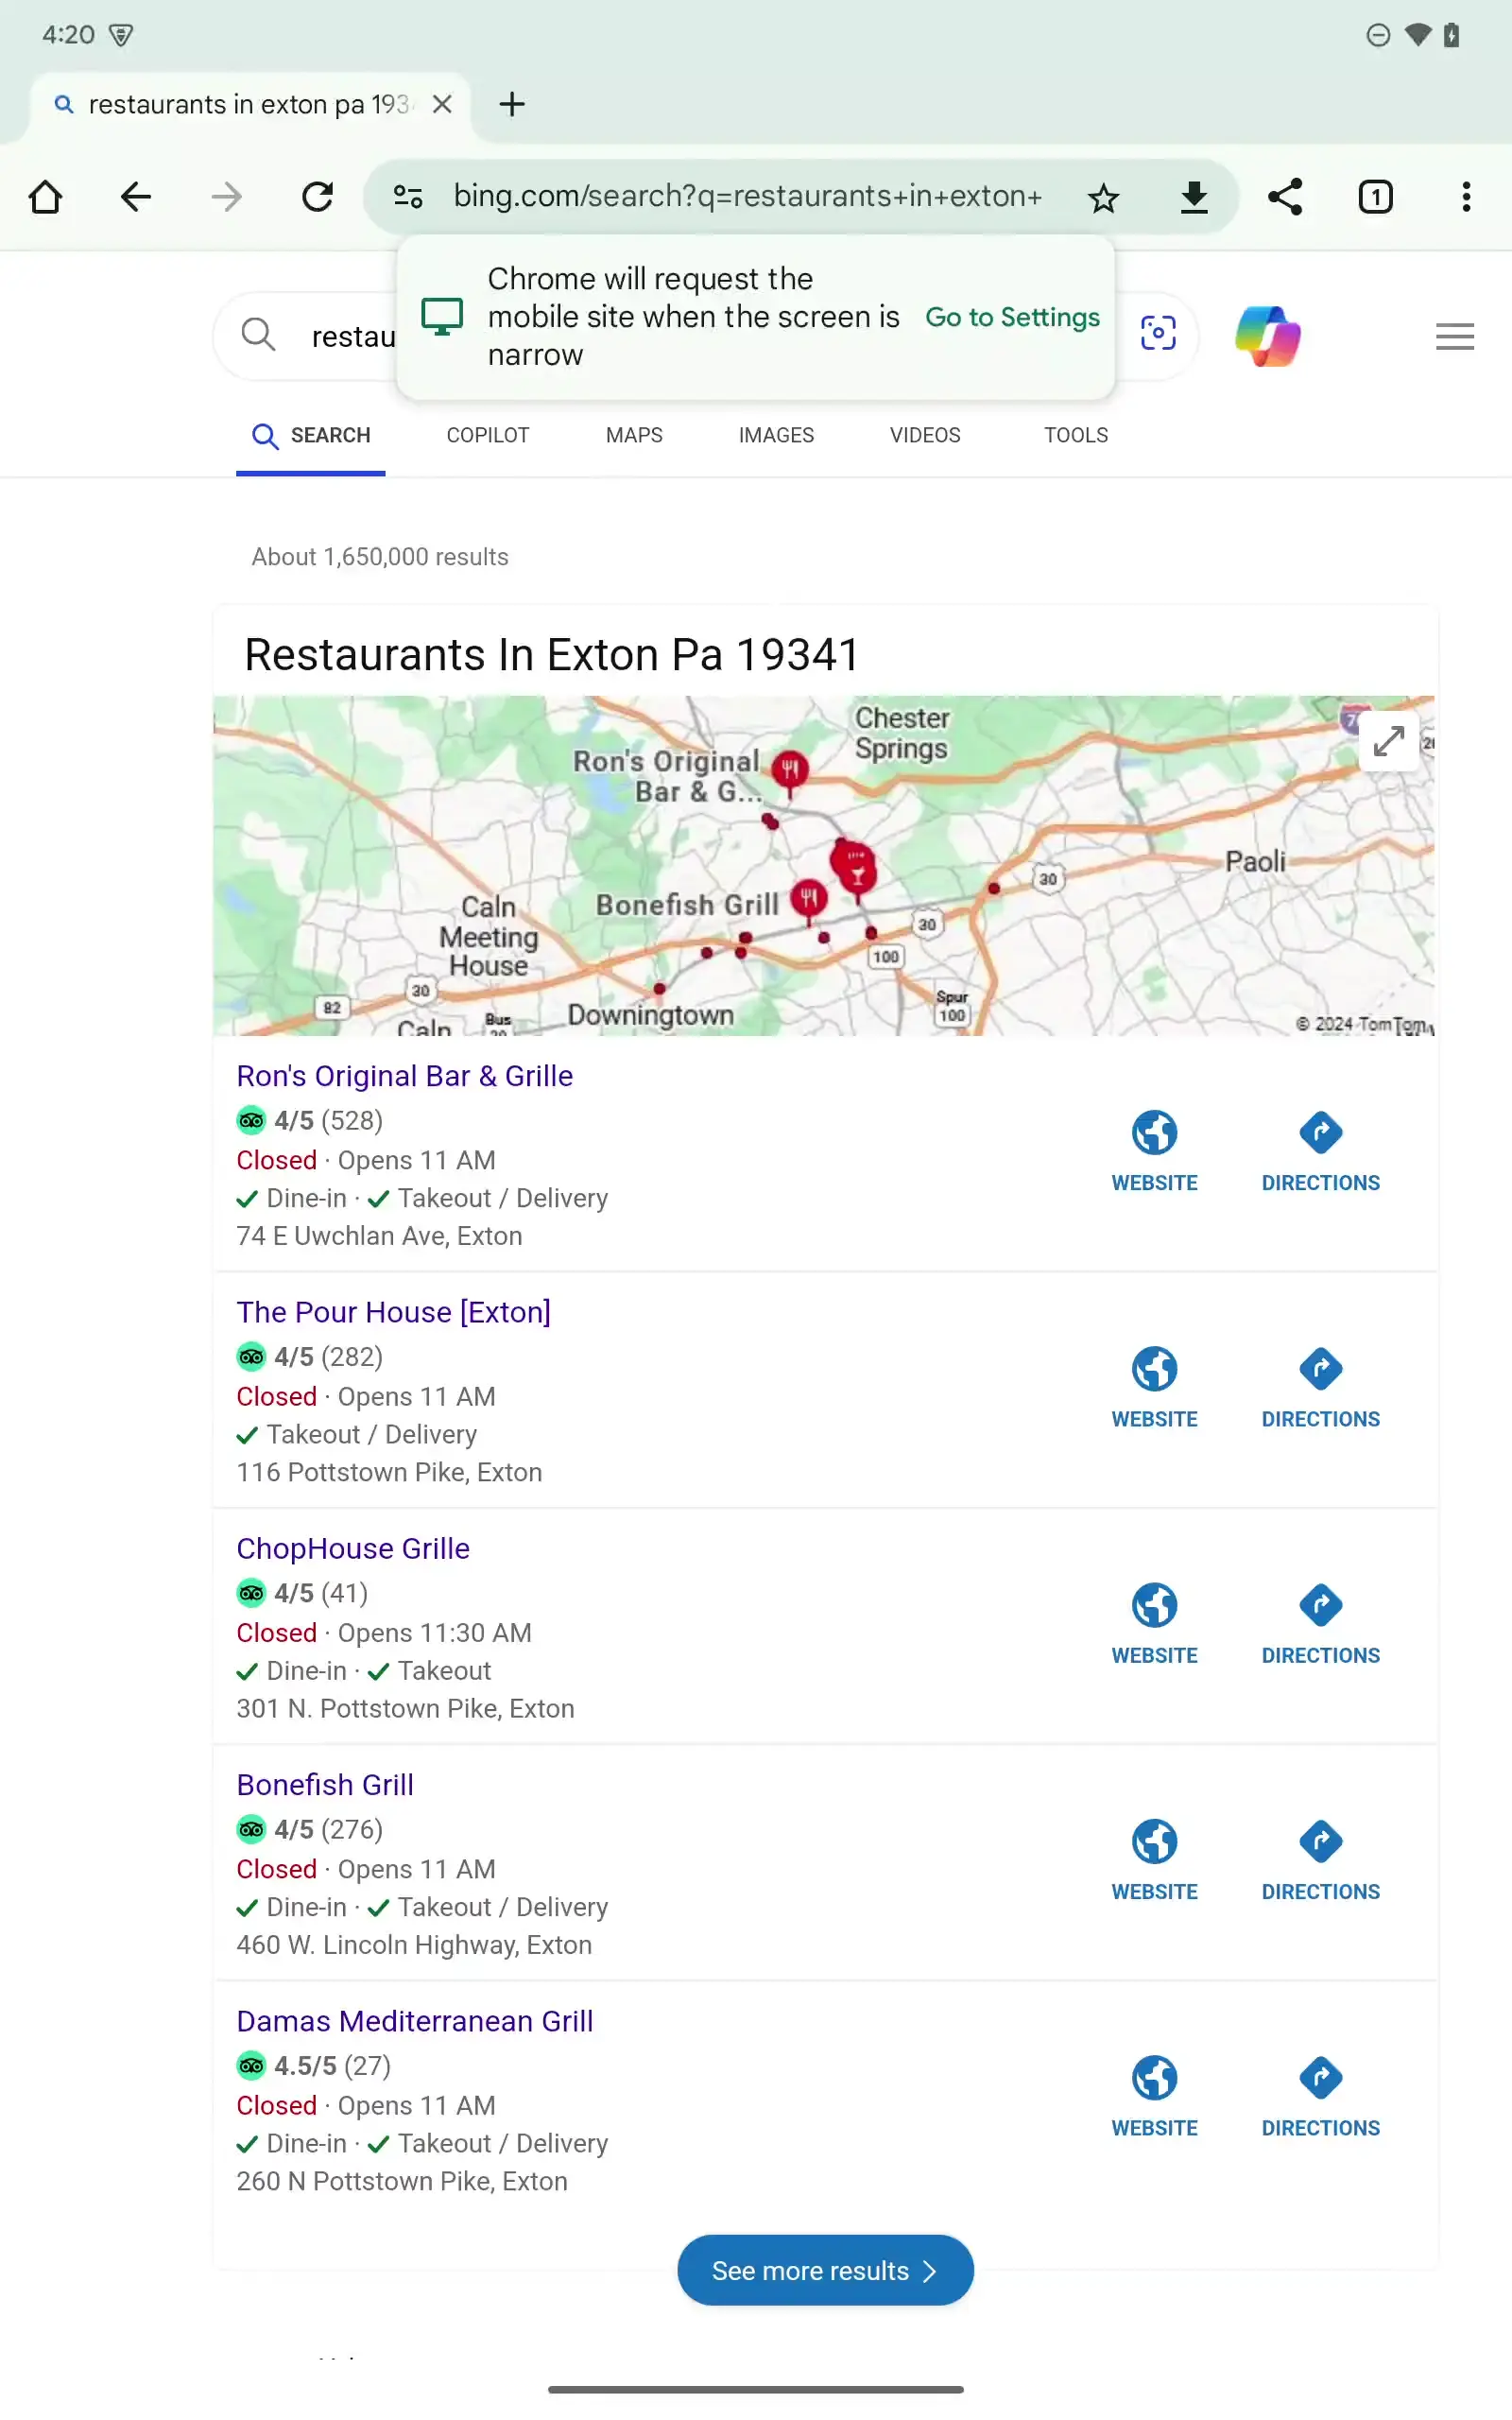 4:20
restaurants in exton pa 193
bing.com/search?q=restaurants+in+exton+
1
Chrome will request the
mobile site when the screen is
narrow
Go to Settings
restau
SEARCH
COPILOT
MAPS
IMAGES
VIDEOS
TOOLS
About 1,650,000 results
Restaurants In Exton Pa 19341
Chester
Springs
Ron's Original
Bar & G...
Paoli
30
Bonefish Grill
Caln
Meeting
House
30
100
30
82
Spur
100
Downingtown
Caln
Bus
30
© 2024 TomTom
Ron's Original Bar & Grille
4/5 (528)
Closed · Opens 11 AM
Dine-in · Takeout / Delivery
74 E Uwchlan Ave, Exton
WEBSITE
DIRECTIONS
The Pour House [Exton]
4/5 (282)
Closed · Opens 11 AM
Takeout / Delivery
116 Pottstown Pike, Exton
WEBSITE
DIRECTIONS
ChopHouse Grille
4/5 (41)
Closed · Opens 11:30 AM
Dine-in · Takeout
301 N. Pottstown Pike, Exton
WEBSITE
DIRECTIONS
Bonefish Grill
4/5 (276)
Closed · Opens 11 AM
Dine-in · Takeout / Delivery
460 W. Lincoln Highway, Exton
WEBSITE
DIRECTIONS
Damas Mediterranean Grill
4.5/5 (27)
Closed · Opens 11 AM
Dine-in · Takeout / Delivery
260 N Pottstown Pike, Exton
WEBSITE
DIRECTIONS
See more results